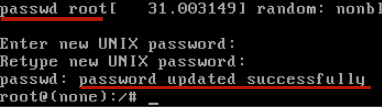 passwd root[   31.003149] random: nonbl
Enter new UNIX password:
Retype new UNIX password:
passwd: password updated successfully
root@(none):/# _